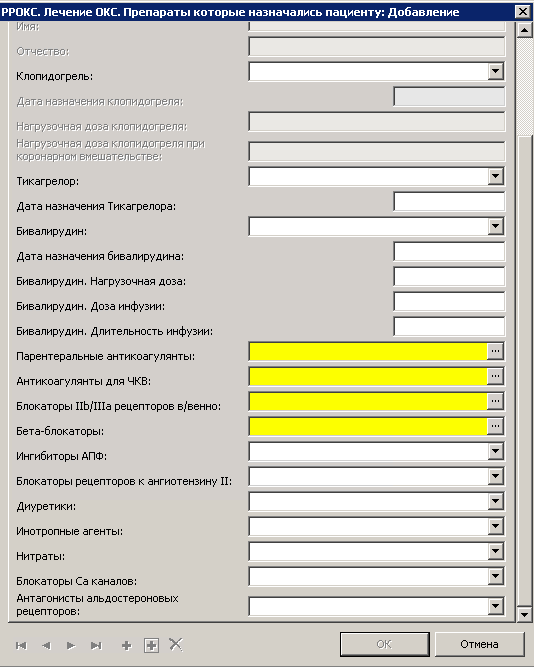 РРОКС. Лечение ОКС. Препараты которые назначались пациенту: Добавление
Имя:
Отчество:
Клопидогрель:
Дата назначения клопидогреля:
Нагрузочная доза клопидогреля:
Нагрузочная доза клопидогреля при
коронарном вмешательстве:
Тикагрелор:
Дата назначения Тикагрелора:
Бивалирудин:
Дата назначения бивалирудина:
Бивалирудин. Нагрузочная доза:
Бивалирудин. Доза инфузии:
Бивалирудин. Длительность инфузии:
Парентеральные антикоагулянты:
Антикоагулянты для ЧКВ:
Блокаторы IIb/IIIa рецепторов в/венно:
Бета-блокаторы:
Ингибиторы АПФ:
Блокаторы рецепторов к ангиотензину II:
Диуретики:
Инотропные агенты:
Нитраты:
Блокаторы Ca каналов:
Антагонисты альдостероновых
рецепторов:
ОК Отмена